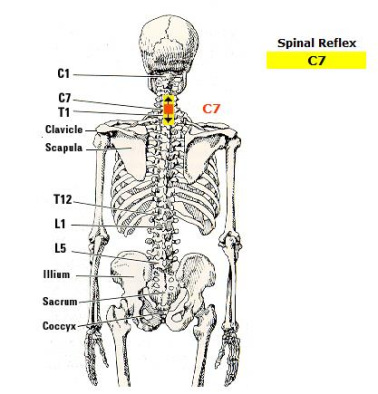 Spinal Reflex
C7
C1
C7
T1
C7
Clavicle
Scapula
T12
L1
L5
Illium
Sacrum
Coccyx